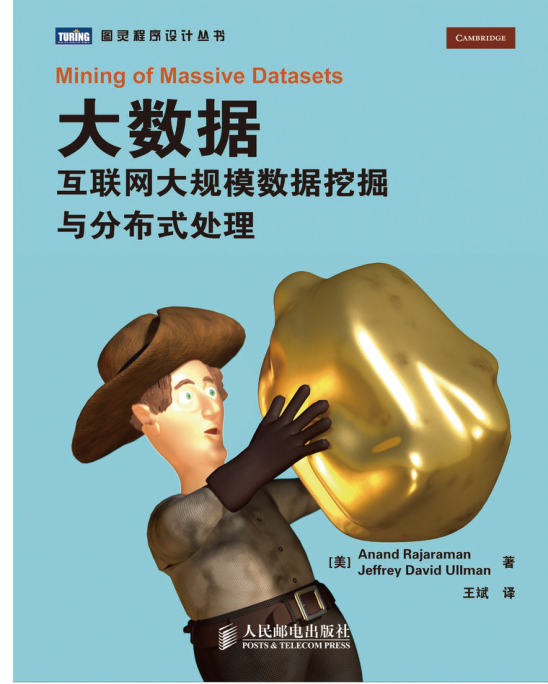 TURING 图灵程序设计丛书
CAMBRIDGE
Mining of Massive Datasets
大数据
互联网大规模数据挖掘
与分布式处理
[美] Anand Rajaraman
Jeffrey David Ullman 著
王斌 译
人民邮电出版社
POSTS & TELECOM PRESS